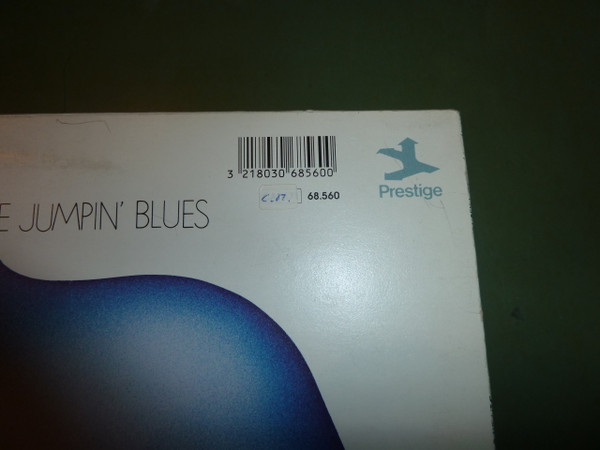 3 218030 685600
68.560
Prestige
E JUMPIN' BLUES